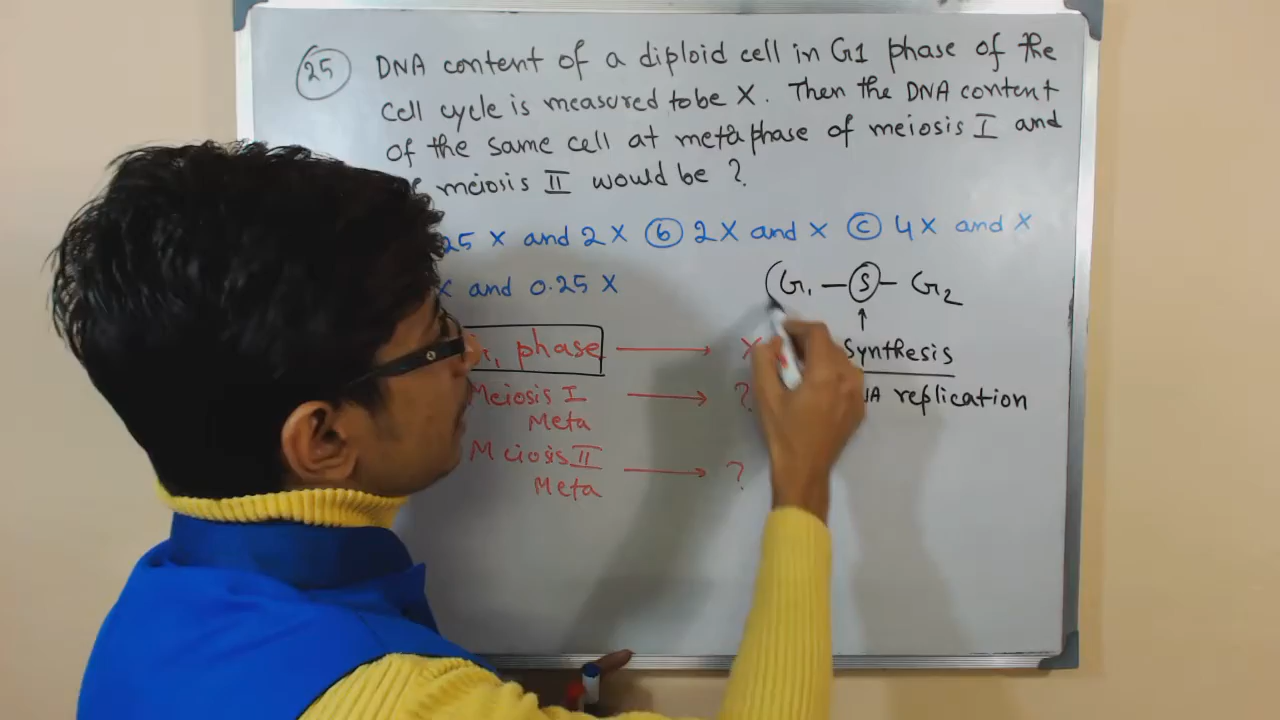 25 DNA content of a diploid cell in G1 phase of the
cell cycle is measured to be X. Then the DNA content
of the same cell at metaphase of meiosis I and
meiosis II would be ?
25 X and 2X (b) 2X and X (c) 4X and X
X and 0.25 X
G1 – S – G2
↑
phase → X
Synthesis
Meiosis I → ?
replication
Meta
Meiosis II → ?
Meta